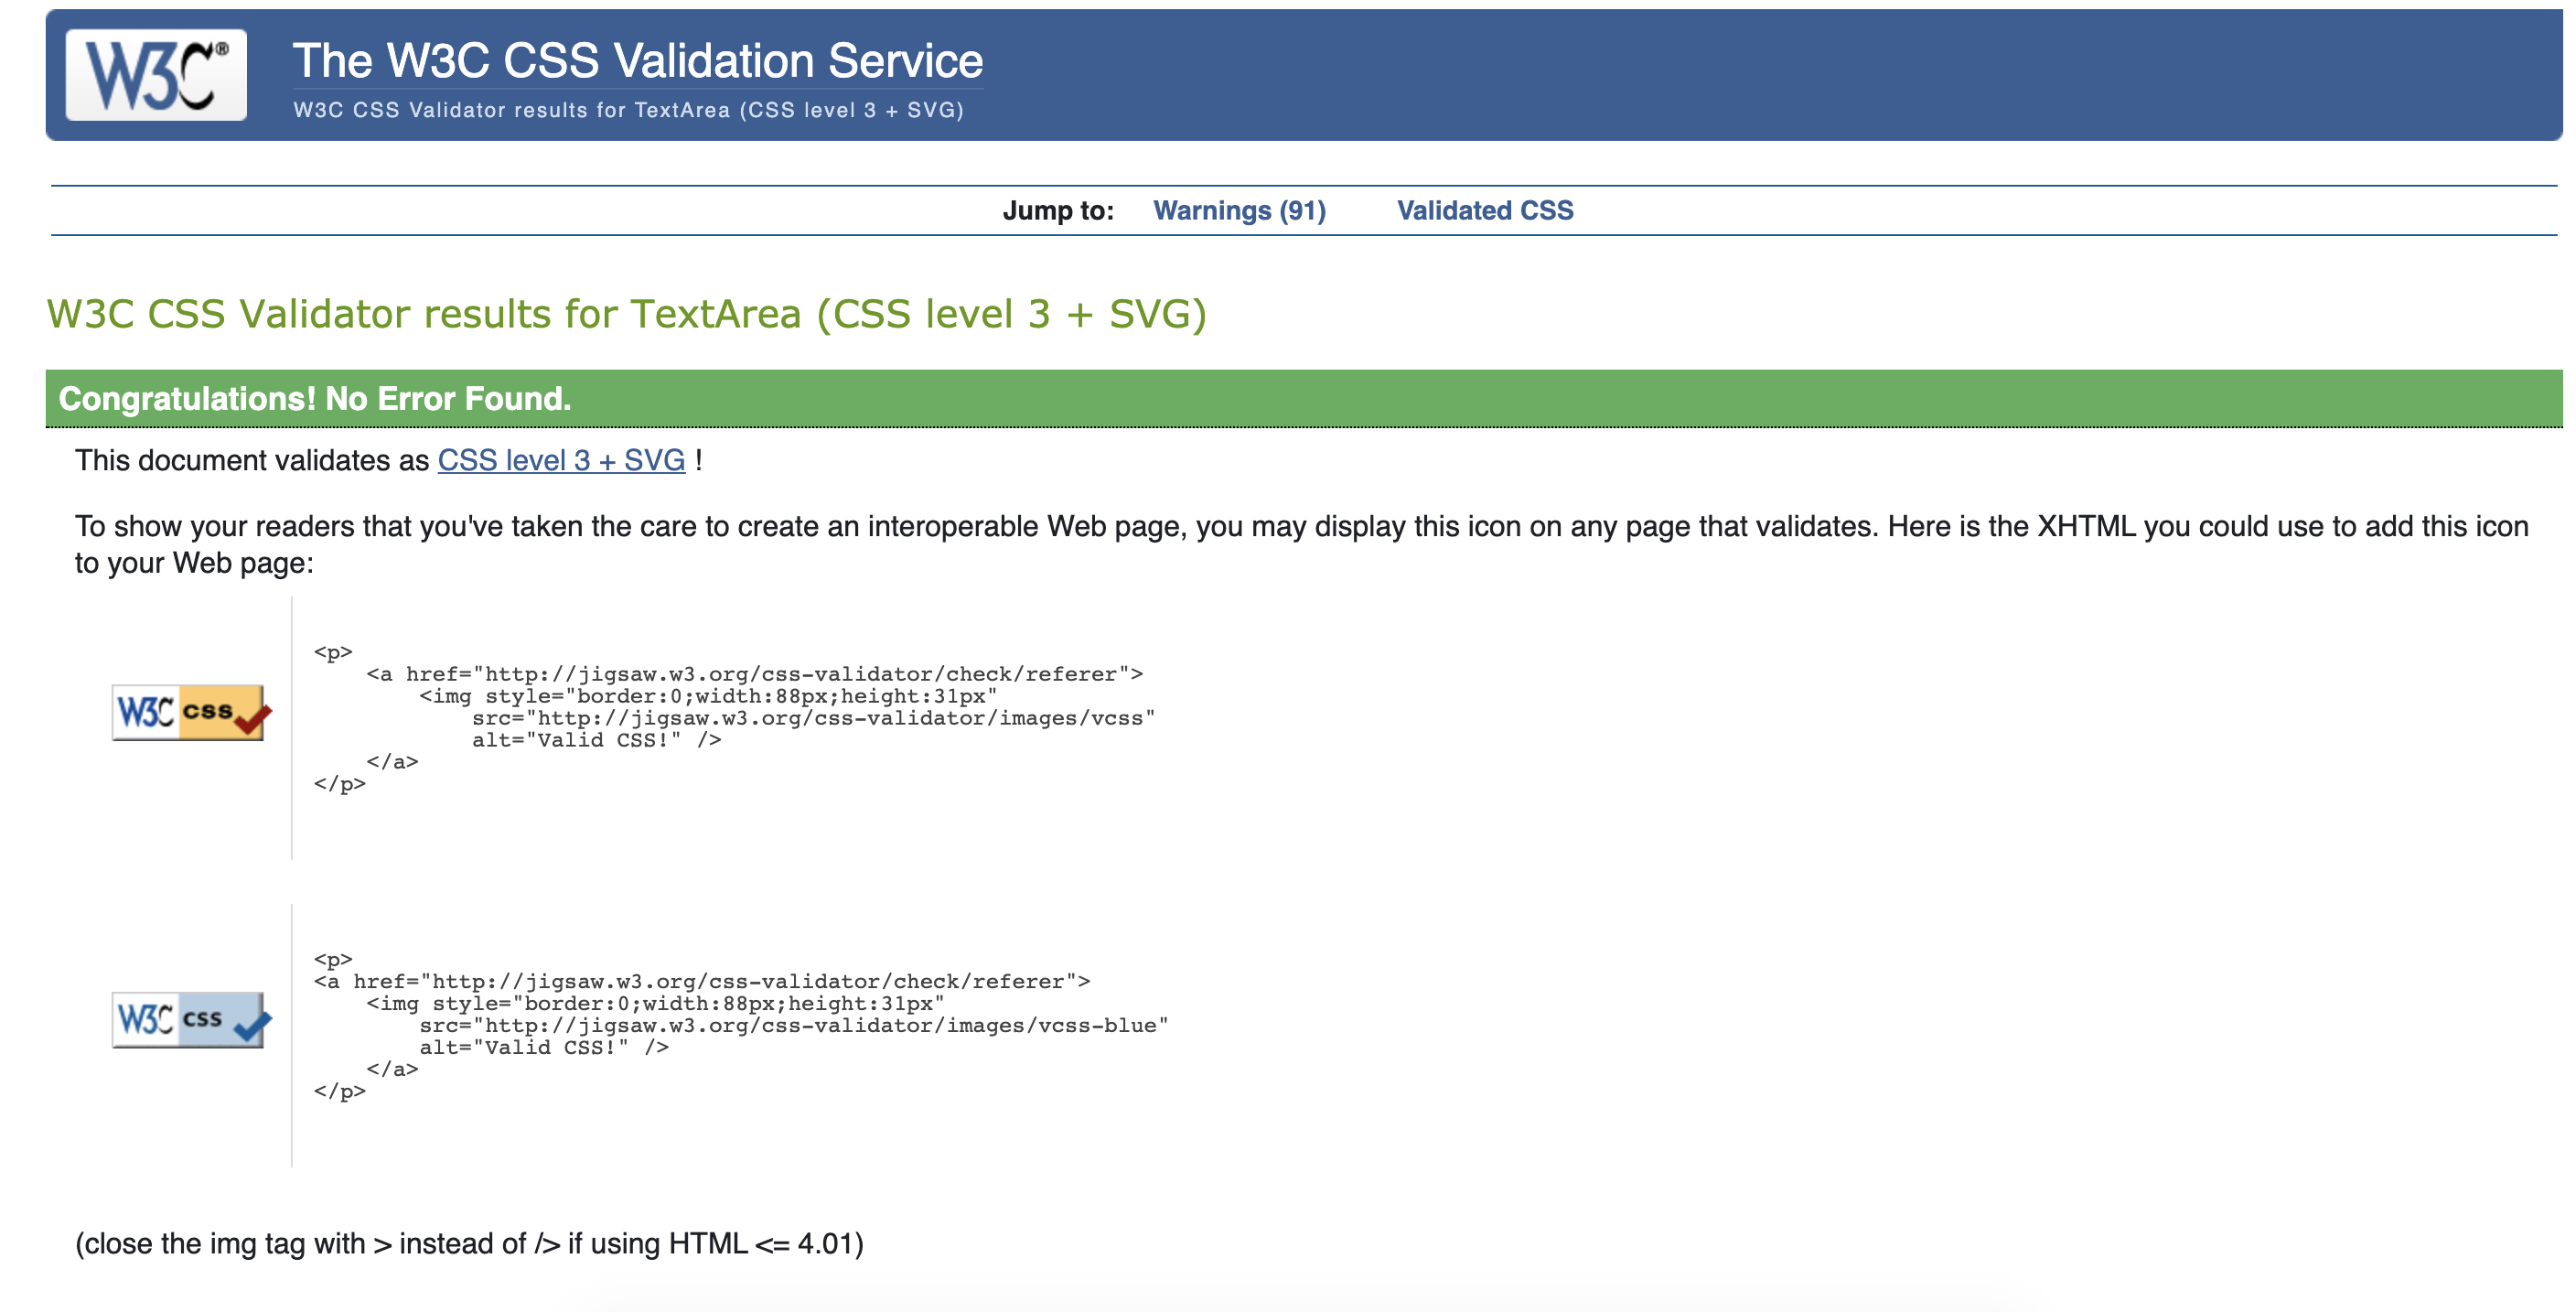 W3C®
The W3C CSS Validation Service
W3C CSS Validator results for TextArea (CSS level 3 + SVG)
Jump to: Warnings (91) Validated CSS
W3C CSS Validator results for TextArea (CSS level 3 + SVG)
Congratulations! No Error Found.
This document validates as CSS level 3 + SVG !
To show your readers that you've taken the care to create an interoperable Web page, you may display this icon on any page that validates. Here is the XHTML you could use to add this icon
to your Web page:
W3C css
<p>
    <a href="http://jigsaw.w3.org/css-validator/check/referer">
        <img style="border:0;width:88px;height:31px"
            src="http://jigsaw.w3.org/css-validator/images/vcss"
            alt="Valid CSS!" />
    </a>
</p>
W3C css
<p>
<a href="http://jigsaw.w3.org/css-validator/check/referer">
    <img style="border:0;width:88px;height:31px"
        src="http://jigsaw.w3.org/css-validator/images/vcss-blue"
        alt="Valid CSS!" />
    </a>
</p>
(close the img tag with > instead of /> if using HTML <= 4.01)